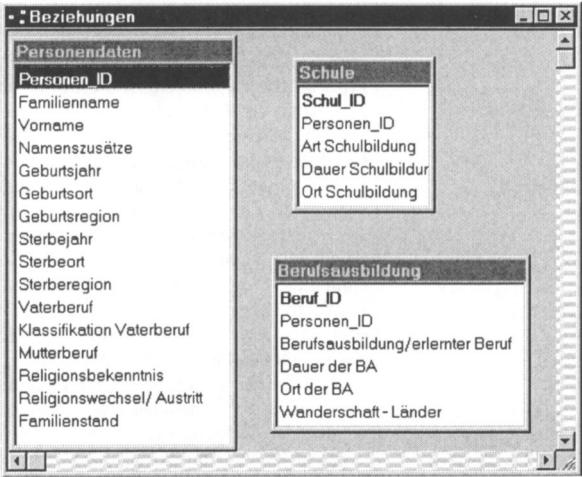 Beziehungen
Personendaten
Personen_ID
Familienname
Vorname
Namenszusätze
Geburtsjahr
Geburtsort
Geburtsregion
Sterbejahr
Sterbeort
Sterberegion
Vaterberuf
Klassifikation Vaterberuf
Mutterberuf
Religionsbekenntnis
Religionswechsel/ Austritt
Familienstand
Schule
Schul_ID
Personen_ID
Art Schulbildung
Dauer Schulbildur
Ort Schulbildung
Berufsausbildung
Beruf_ID
Personen_ID
Berufsausbildung/erlernter Beruf
Dauer der BA
Ort der BA
Wanderschaft - Länder